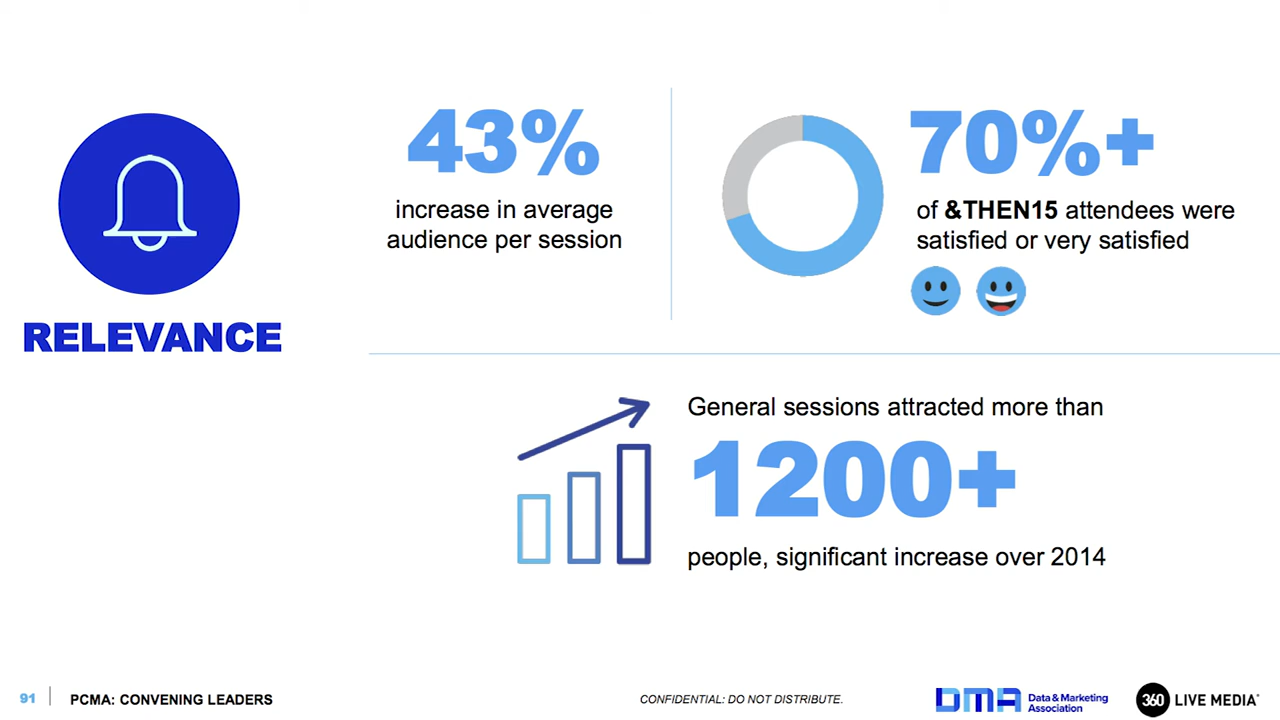 RELEVANCE
43%
increase in average
audience per session
70%+
of &THEN15 attendees were
satisfied or very satisfied
General sessions attracted more than
1200+
people, significant increase over 2014
91
PCMA: CONVENING LEADERS
CONFIDENTIAL: DO NOT DISTRIBUTE.
DMA Data & Marketing
Association
360 LIVE MEDIA